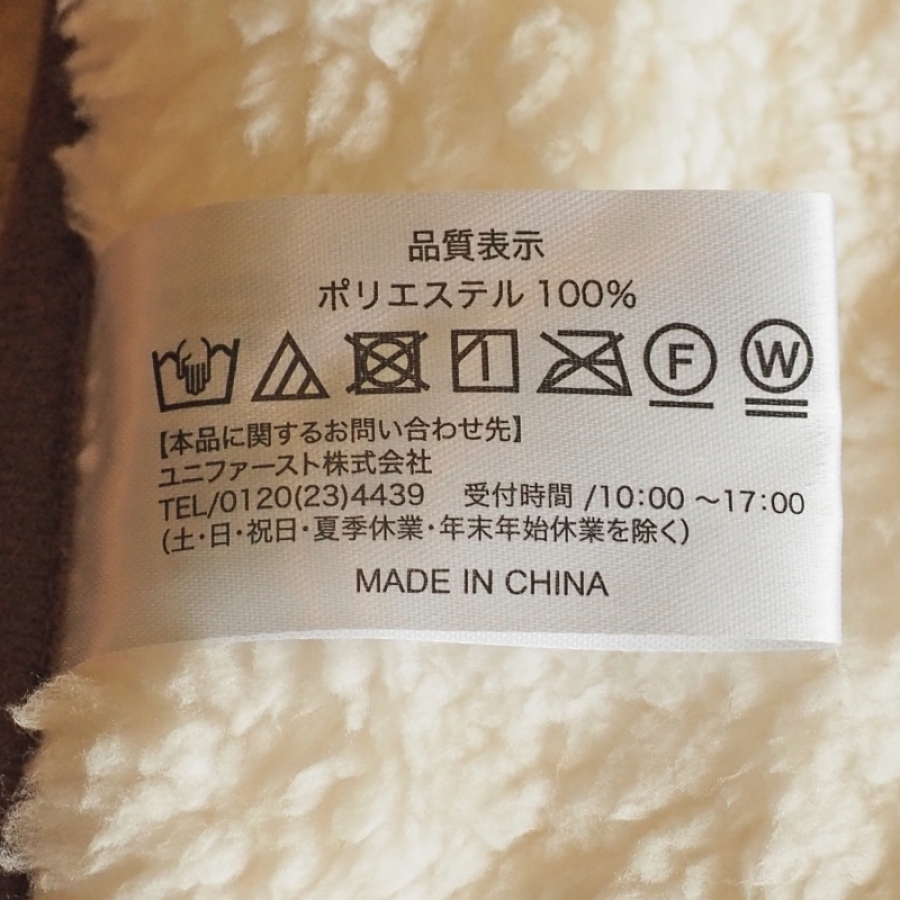 品質表示
ポリエステル 100%
F W
【本品に関するお問い合わせ先】
ユニファースト株式会社
TEL/0120(23)4439 受付時間 /10:00 ～17:00
(土・日・祝日・夏季休業・年末年始休業を除く)
MADE IN CHINA